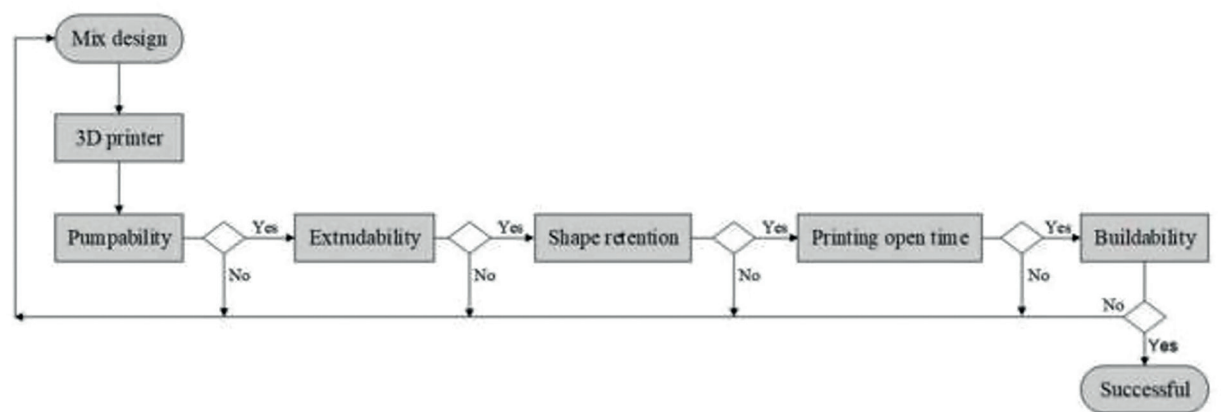 Mix design
3D printer
Pumpability
Yes
Extrudability
Yes
Shape retention
Yes
Printing open time
Yes
Buildability
No
No
No
No
No
Yes
Successful